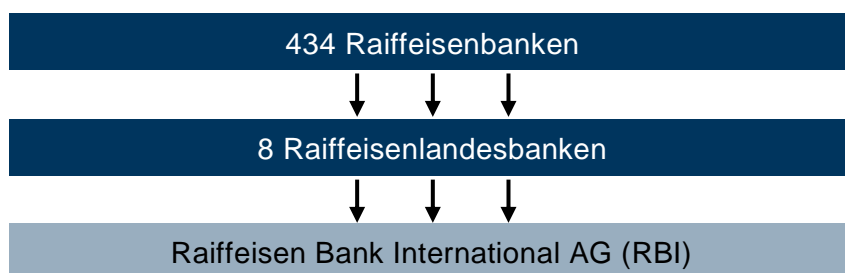 434 Raiffeisenbanken
8 Raiffeisenlandesbanken
Raiffeisen Bank International AG (RBI)